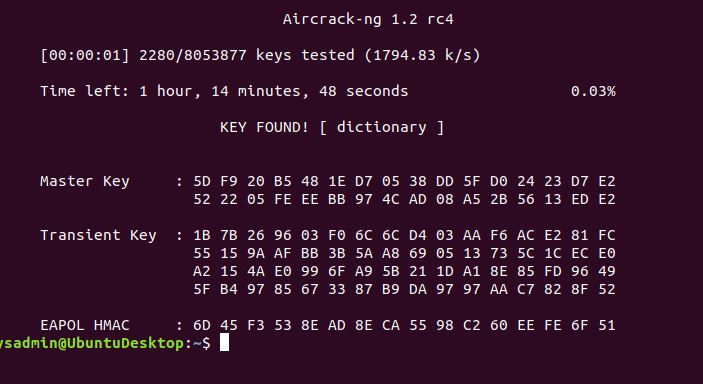 Aircrack-ng 1.2 rc4
[00:00:01] 2280/8053877 keys tested (1794.83 k/s)
Time left: 1 hour, 14 minutes, 48 seconds 0.03%
KEY FOUND! [ dictionary ]
Master Key : 5D F9 20 B5 48 1E D7 05 38 DD 5F D0 24 23 D7 E2
52 22 05 FE EE BB 97 4C AD 08 A5 2B 56 13 ED E2
Transient Key : 1B 7B 26 96 03 F0 6C 6C D4 03 AA F6 AC E2 81 FC
55 15 9A AF BB 3B 5A A8 69 05 13 73 5C 1C EC E0
A2 15 4A E0 99 6F A9 5B 21 1D A1 8E 85 FD 96 49
5F B4 97 85 67 33 87 B9 DA 97 97 AA C7 82 8F 52
EAPOL HMAC : 6D 45 F3 53 8E AD 8E CA 55 98 C2 60 EE FE 6F 51
ysadmin@UbuntuDesktop:~$